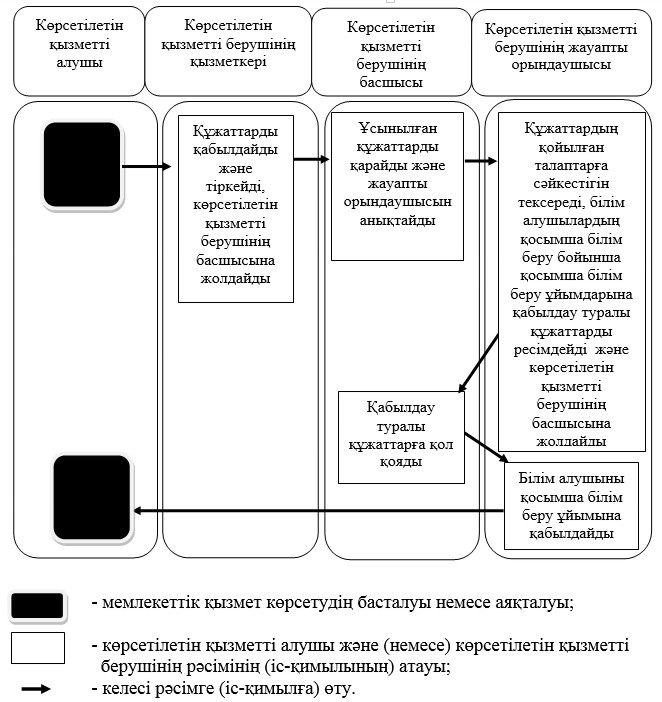 Көрсетілетін
қызметті
алушы
Көрсетілетін
қызметті берушінің
қызметкері
Көрсетілетін
қызметті
берушінің
басшысы
Көрсетілетін қызметті
берушінің жауапты
орындаушысы
Құжаттарды
қабылдайды
және
тіркейді,
көрсетілетін
қызметті
берушінің
басшысына
жолдайды
Ұсынылған
құжаттарды
қарайды және
жауапты
орындаушысын
анықтайды
Құжаттардың
қойылған
талаптарға
сәйкестігін
тексереді, білім
алушылардың
қосымша білім
беру бойынша
қосымша білім
беру ұйымдарына
қабылдау туралы
құжаттарды
ресімдейді және
көрсетілетін
қызметті
берушінің
басшысына
жолдайды
Қабылдау
туралы
құжаттарға қол
қояды
Білім алушыны
қосымша білім
беру ұйымына
қабылдайды
- мемлекеттік қызмет көрсетудің басталуы немесе аяқталуы;
- көрсетілетін қызметті алушы және (немесе) көрсетілетін қызметті
берушінің рәсімінің (іс-қимылының) атауы;
- келесі рәсімге (іс-қимылға) өту.